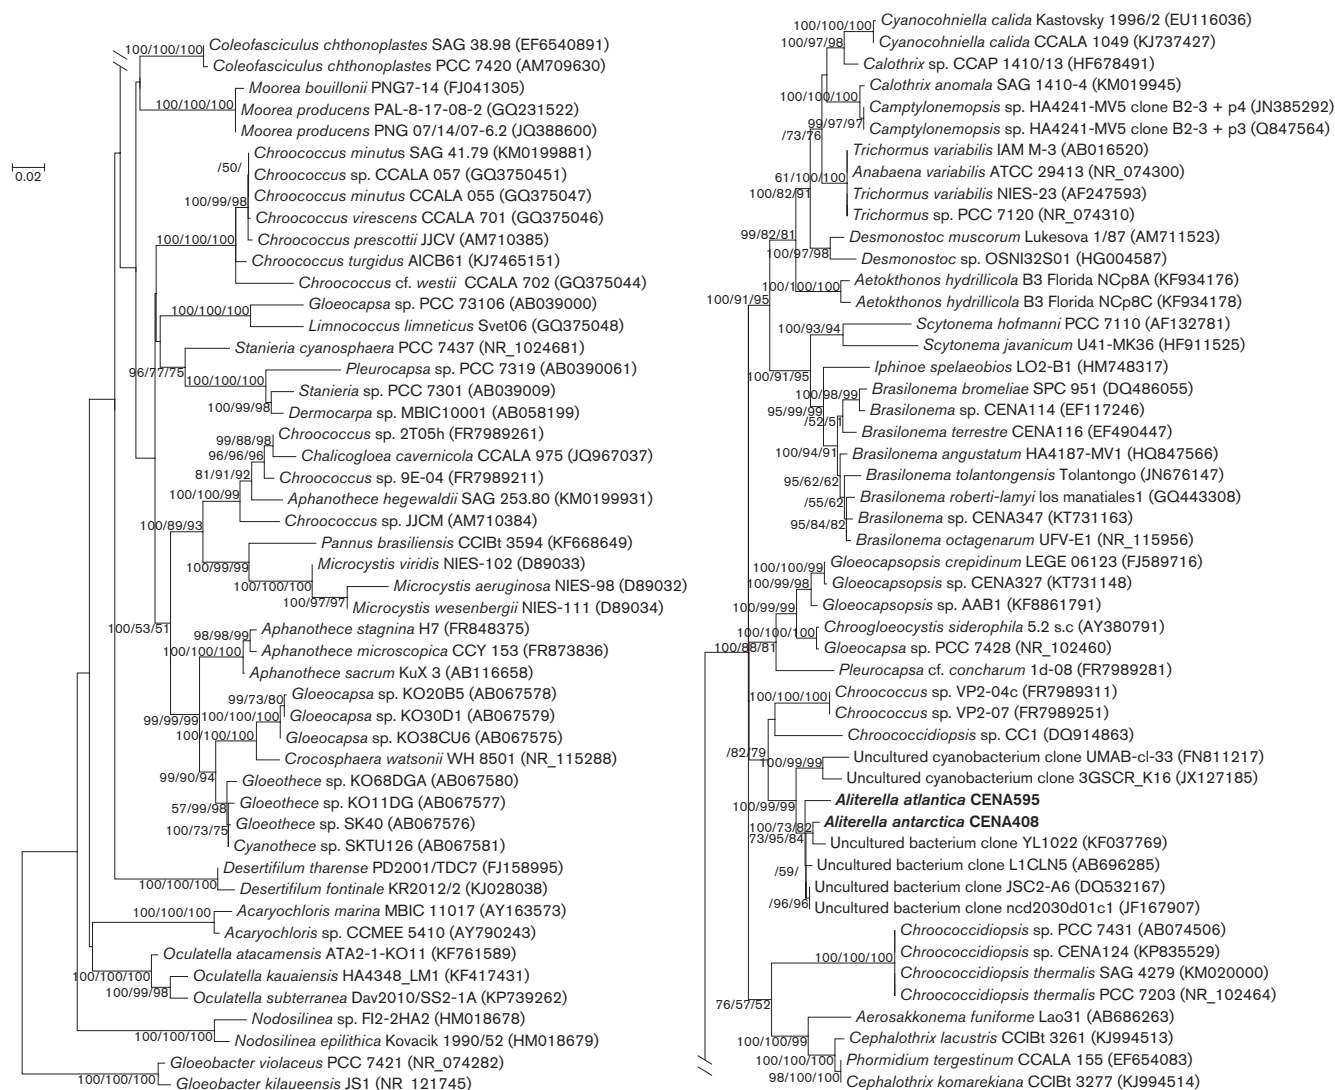 100/100/100
Coleofasciculus chthonoplastes SAG 38.98 (EF6540891)
Coleofasciculus chthonoplastes PCC 7420 (AM709630)
Moorea bouillonii PNG7-14 (FJ041305)
100/100/100
Moorea producens PAL-8-17-08-2 (GQ231522)
Moorea producens PNG 07/14/07-6.2 (JQ388600)
0.02
Chroococcus minutus SAG 41.79 (KM0199881)
/50/
Chroococcus sp. CCALA 057 (GQ3750451)
Chroococcus minutus CCALA 055 (GQ375047)
100/99/98
Chroococcus virescens CCALA 701 (GQ375046)
100/100/100
Chroococcus prescottii JJCV (AM710385)
Chroococcus turgidus AICB61 (KJ7465151)
Chroococcus cf. westii CCALA 702 (GQ375044)
Gloeocapsa sp. PCC 73106 (AB039000)
100/100/100
Limnococcus limneticus Svet06 (GQ375048)
Stanieria cyanosphaera PCC 7437 (NR_1024681)
96/77/75
Pleurocapsa sp. PCC 7319 (AB0390061)
100/100/100
Stanieria sp. PCC 7301 (AB039009)
100/99/98
Dermocarpa sp. MBIC10001 (AB058199)
99/88/98
Chroococcus sp. 2T05h (FR7989261)
96/96/96
Chalicogloea cavernicola CCALA 975 (JQ967037)
81/91/92
Chroococcus sp. 9E-04 (FR7989211)
100/100/99
Aphanothece hegewaldii SAG 253.80 (KM0199931)
100/89/93
Chroococcus sp. JJCM (AM710384)
Pannus brasiliensis CCIBt 3594 (KF668649)
100/99/99
Microcystis viridis NIES-102 (D89033)
100/100/100
Microcystis aeruginosa NIES-98 (D89032)
100/97/97
Microcystis wesenbergii NIES-111 (D89034)
100/53/51
Aphanothece stagnina H7 (FR848375)
98/98/99
100/100/100
Aphanothece microscopica CCY 153 (FR873836)
Aphanothece sacrum KuX 3 (AB116658)
99/73/80
Gloeocapsa sp. KO20B5 (AB067578)
99/99/99
100/100/100
Gloeocapsa sp. KO30D1 (AB067579)
100/100/100
Gloeocapsa sp. KO38CU6 (AB067575)
Crocosphaera watsonii WH 8501 (NR_115288)
99/90/94
Gloeothece sp. KO68DGA (AB067580)
57/99/98
Gloeothece sp. KO11DG (AB067577)
Gloeothece sp. SK40 (AB067576)
100/73/75
Cyanothece sp. SKTU126 (AB067581)
Desertifilum tharense PD2001/TDC7 (FJ158995)
100/100/100
Desertifilum fontinale KR2012/2 (KJ028038)
100/100/100
Acaryochloris marina MBIC 11017 (AY163573)
Acaryochloris sp. CCMEE 5410 (AY790243)
Oculatella atacamensis ATA2-1-KO11 (KF761589)
100/100/100
Oculatella kauaiensis HA4348_LM1 (KF417431)
100/99/98
Oculatella subterranea Dav2010/SS2-1A (KP739262)
Nodosilinea sp. FI2-2HA2 (HM018678)
100/100/100
Nodosilinea epilithica Kovacik 1990/52 (HM018679)
Gloeobacter violaceus PCC 7421 (NR_074282)
100/100/100
Gloeobacter kilaueensis JS1 (NR_121745)
100/100/100
Cyanocohniella calida Kastovsky 1996/2 (EU116036)
100/97/98
Cyanocohniella calida CCALA 1049 (KJ737427)
Calothrix sp. CCAP 1410/13 (HF678491)
Calothrix anomala SAG 1410-4 (KM019945)
100/100/100
Camptylonemopsis sp. HA4241-MV5 clone B2-3 + p4 (JN385292)
99/97/97
Camptylonemopsis sp. HA4241-MV5 clone B2-3 + p3 (Q847564)
/73/76
Trichormus variabilis IAM M-3 (AB016520)
Anabaena variabilis ATCC 29413 (NR_074300)
61/100/100
Trichormus variabilis NIES-23 (AF247593)
100/82/91
Trichormus sp. PCC 7120 (NR_074310)
99/82/81
Desmonostoc muscorum Lukesova 1/87 (AM711523)
100/97/98
Desmonostoc sp. OSNI32S01 (HG004587)
Aetokthonos hydrillicola B3 Florida NCp8A (KF934176)
100/100/100
Aetokthonos hydrillicola B3 Florida NCp8C (KF934178)
100/91/95
Scytonema hofmanni PCC 7110 (AF132781)
100/93/94
Scytonema javanicum U41-MK36 (HF911525)
Iphinoe spelaeobios LO2-B1 (HM748317)
100/91/95
Brasilonema bromeliae SPC 951 (DQ486055)
100/98/99
95/99/99
Brasilonema sp. CENA114 (EF117246)
/52/51
Brasilonema terrestre CENA116 (EF490447)
100/94/91
Brasilonema angustatum HA4187-MV1 (HQ847566)
Brasilonema tolantongensis Tolantongo (JN676147)
95/62/62
Brasilonema roberti-lamyi los manatiales1 (GQ443308)
/55/62
Brasilonema sp. CENA347 (KT731163)
95/84/82
Brasilonema octagenarum UFV-E1 (NR_115956)
Gloeocapsopsis crepidinum LEGE 06123 (FJ589716)
100/100/99
100/99/98
Gloeocapsopsis sp. CENA327 (KT731148)
100/99/99
Gloeocapsopsis sp. AAB1 (KF8861791)
Chroogloeocystis siderophila 5.2 s.c (AY380791)
100/100/100
Gloeocapsa sp. PCC 7428 (NR_102460)
100/88/81
Pleurocapsa cf. concharum 1d-08 (FR7989281)
100/100/100
Chroococcus sp. VP2-04c (FR7989311)
Chroococcus sp. VP2-07 (FR7989251)
Chroococcidiopsis sp. CC1 (DQ914863)
/82/79
Uncultured cyanobacterium clone UMAB-cl-33 (FN811217)
100/99/99
Uncultured cyanobacterium clone 3GSCR_K16 (JX127185)
100/99/99
Aliterella atlantica CENA595
100/73/82
Aliterella antarctica CENA408
73/95/84
Uncultured bacterium clone YL1022 (KF037769)
Uncultured bacterium clone L1CLN5 (AB696285)
/59/
Uncultured bacterium clone JSC2-A6 (DQ532167)
/96/96
Uncultured bacterium clone ncd2030d01c1 (JF167907)
Chroococcidiopsis sp. PCC 7431 (AB074506)
Chroococcidiopsis sp. CENA124 (KP835529)
100/100/100
Chroococcidiopsis thermalis SAG 4279 (KM020000)
Chroococcidiopsis thermalis PCC 7203 (NR_102464)
76/57/52
Aerosakkonema funiforme Lao31 (AB686263)
100/100/99
Cephalothrix lacustris CCIBt 3261 (KJ994513)
100/100/100
Phormidium tergestinum CCALA 155 (EF654083)
98/100/100
Cephalothrix komarekiana CCIBt 3277 (KJ994514)